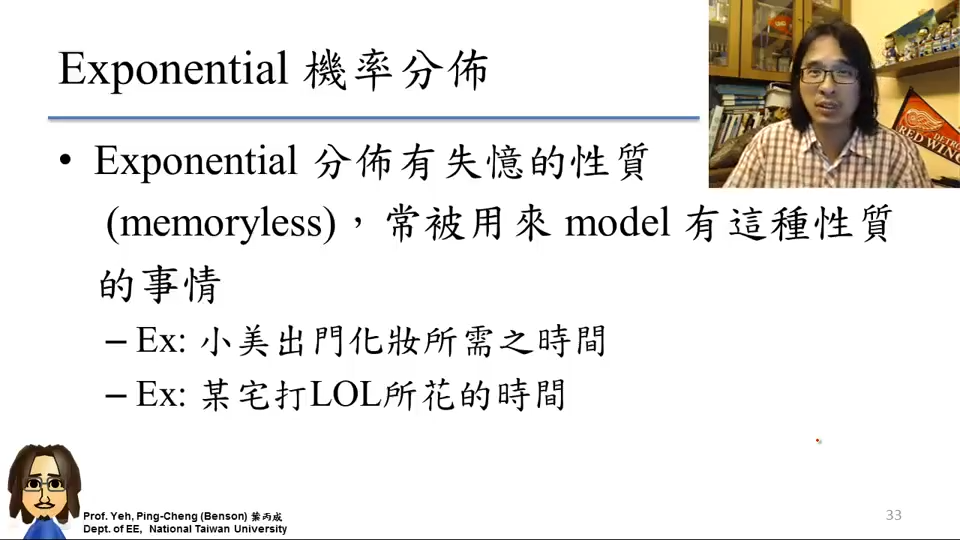 Exponential 機率分佈
• Exponential 分佈有失憶的性質
(memoryless),常被用來 model 有這種性質
的事情
– Ex: 小美出門化妝所需之時間
– Ex: 某宅打LOL所花的時間
DETRO
RED WING
Prof. Yeh, Ping-Cheng (Benson) 葉丙成
Dept. of EE, National Taiwan University
33